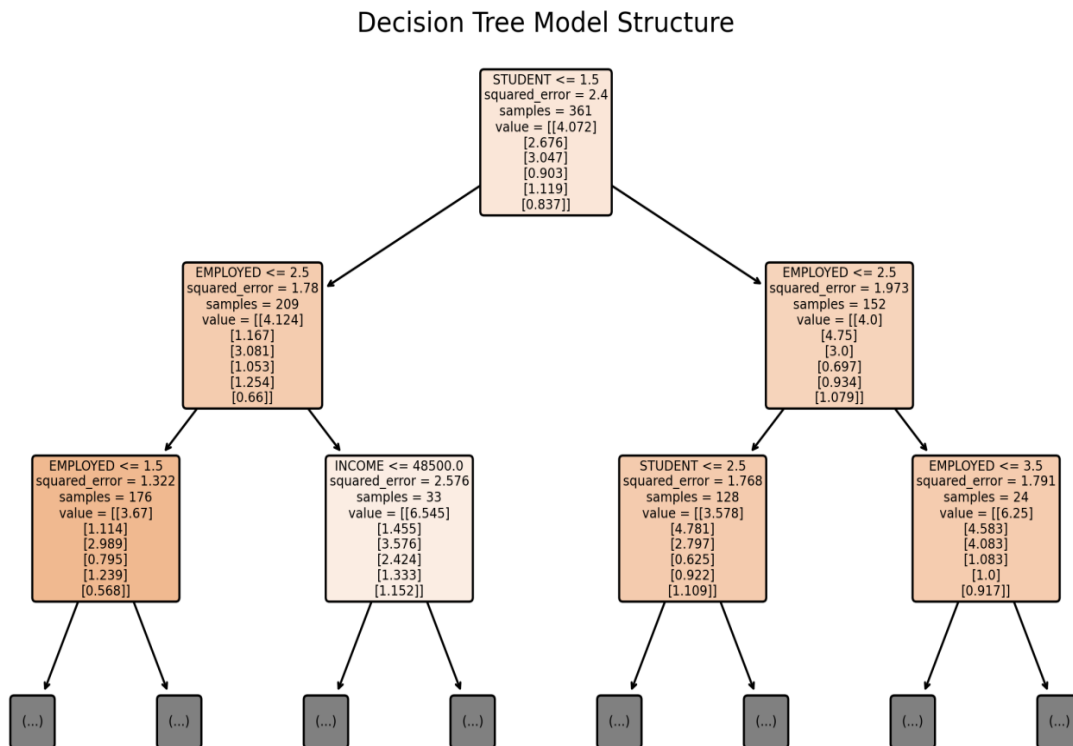 Decision Tree Model Structure
STUDENT <= 1.5
squared_error = 2.4
samples = 361
value = [[4.072]
[2.676]
[3.047]
[0.903]
[1.119]
[0.837]]
EMPLOYED <= 2.5
squared_error = 1.78
samples = 209
value = [[4.124]
[1.167]
[3.081]
[1.053]
[1.254]
[0.66]]
EMPLOYED <= 2.5
squared_error = 1.973
samples = 152
value = [[4.0]
[4.75]
[3.0]
[0.697]
[0.934]
[1.079]]
EMPLOYED <= 1.5
squared_error = 1.322
samples = 176
value = [[3.67]
[1.114]
[2.989]
[0.795]
[1.239]
[0.568]]
INCOME <= 48500.0
squared_error = 2.576
samples = 33
value = [[6.545]
[1.455]
[3.576]
[2.424]
[1.333]
[1.152]]
STUDENT <= 2.5
squared_error = 1.768
samples = 128
value = [[3.578]
[4.781]
[2.797]
[0.625]
[0.922]
[1.109]]
EMPLOYED <= 3.5
squared_error = 1.791
samples = 24
value = [[6.25]
[4.583]
[4.083]
[1.083]
[1.0]
[0.917]]
(...)
(...)
(...)
(...)
(...)
(...)
(...)
(...)